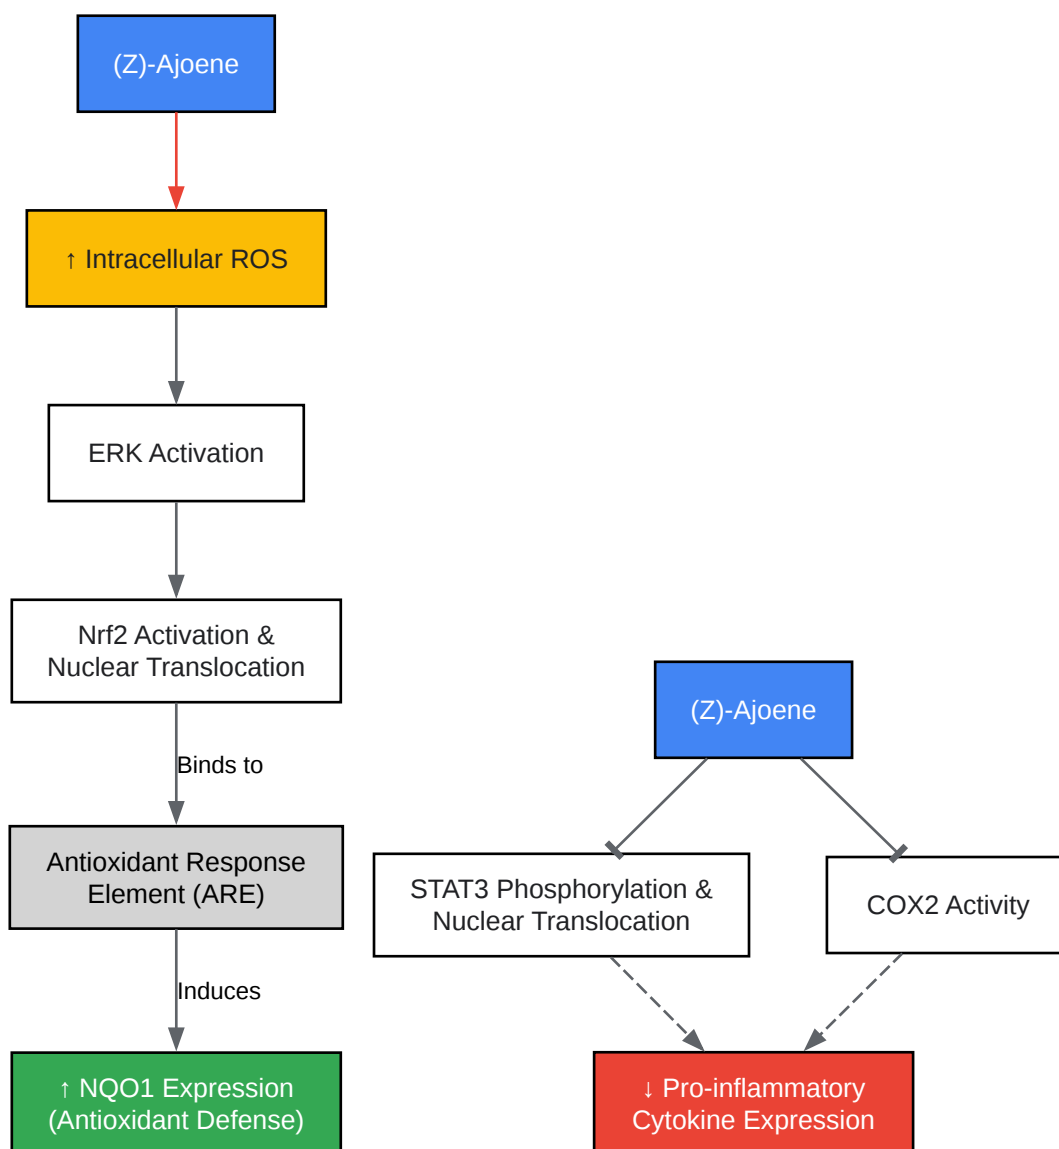 (Z)-Ajoene
↑ Intracellular ROS
ERK Activation
Nrf2 Activation &
Nuclear Translocation
Binds to
Antioxidant Response
Element (ARE)
Induces
↑ NQO1 Expression
(Antioxidant Defense)
(Z)-Ajoene
STAT3 Phosphorylation &
Nuclear Translocation
COX2 Activity
↓ Pro-inflammatory
Cytokine Expression